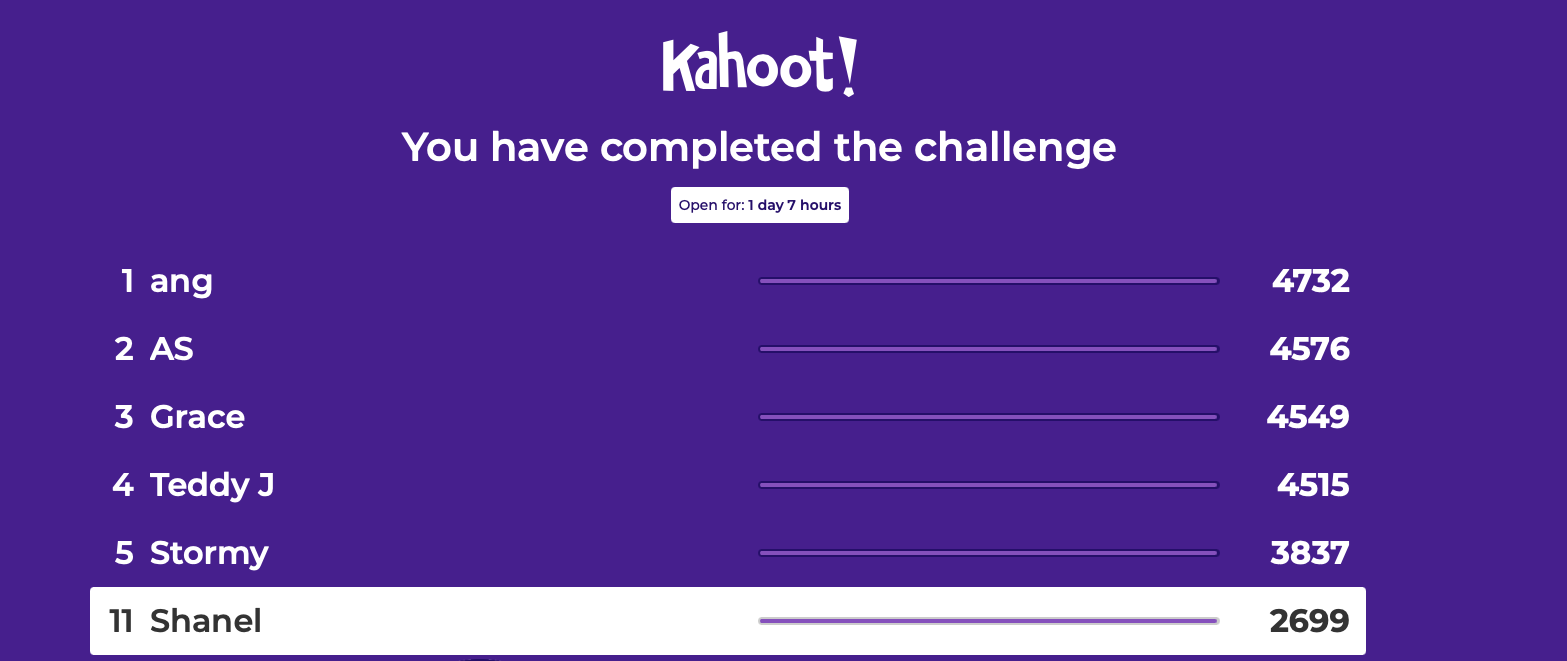 Kahoot!
You have completed the challenge
Open for: 1 day 7 hours
1 ang 4732
2 AS 4576
3 Grace 4549
4 Teddy J 4515
5 Stormy 3837
11 Shanel 2699